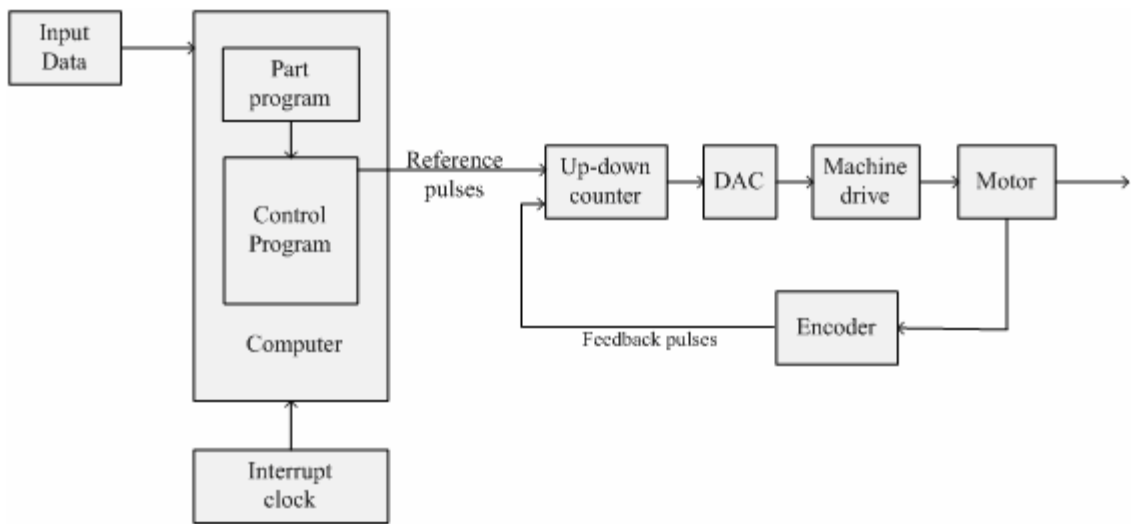 Input
Data
Part
program
Control
Program
Computer
Interrupt
clock
Reference
pulses
Up-down
counter
DAC
Machine
drive
Motor
Encoder
Feedback pulses